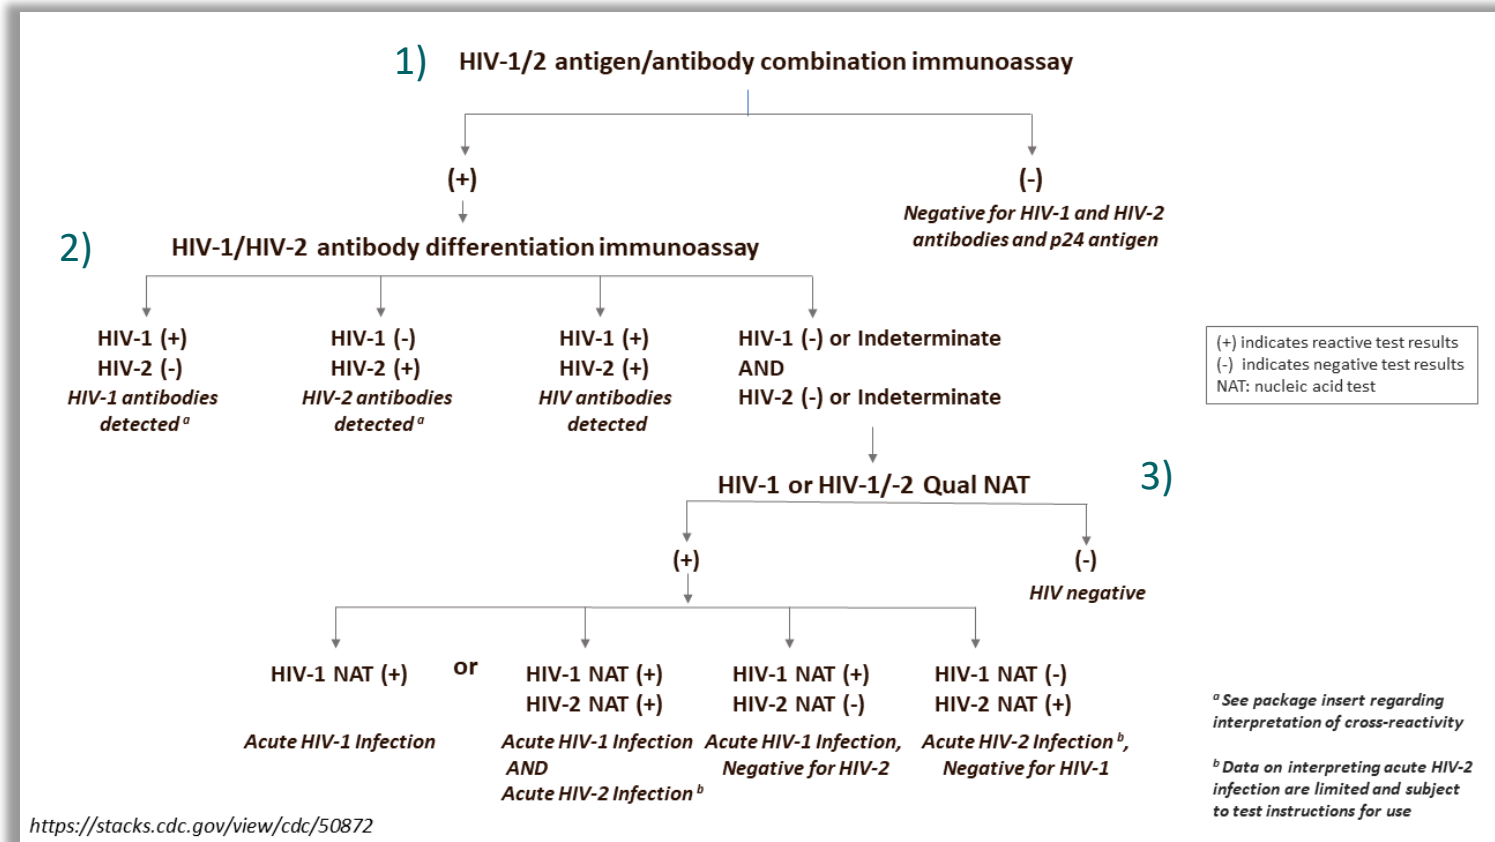 1) HIV-1/2 antigen/antibody combination immunoassay
(+)
(-)
Negative for HIV-1 and HIV-2
antibodies and p24 antigen
2) HIV-1/HIV-2 antibody differentiation immunoassay
HIV-1 (+)
HIV-2 (-)
HIV-1 antibodies
detected a
HIV-1 (-)
HIV-2 (+)
HIV-2 antibodies
detected a
HIV-1 (+)
HIV-2 (+)
HIV antibodies
detected
HIV-1 (-) or Indeterminate
AND
HIV-2 (-) or Indeterminate
(+) indicates reactive test results
(-) indicates negative test results
NAT: nucleic acid test
3)
HIV-1 or HIV-1/-2 Qual NAT
(+)
(-)
HIV negative
HIV-1 NAT (+)
Acute HIV-1 Infection
or
HIV-1 NAT (+)
HIV-2 NAT (+)
Acute HIV-1 Infection
AND
Acute HIV-2 Infection b
HIV-1 NAT (+)
HIV-2 NAT (-)
Acute HIV-1 Infection,
Negative for HIV-2
HIV-1 NAT (-)
HIV-2 NAT (+)
Acute HIV-2 Infection b,
Negative for HIV-1
a See package insert regarding
interpretation of cross-reactivity
b Data on interpreting acute HIV-2
infection are limited and subject
to test instructions for use
https://stacks.cdc.gov/view/cdc/50872